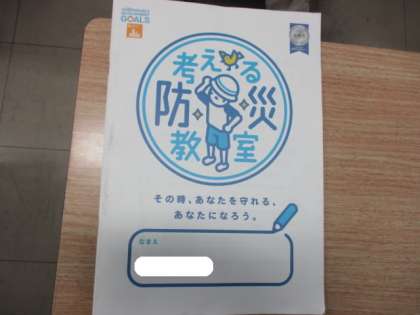 GOALS
考える
防災
教室
その時、あなたを守れる、
あなたになろう。
なまえ